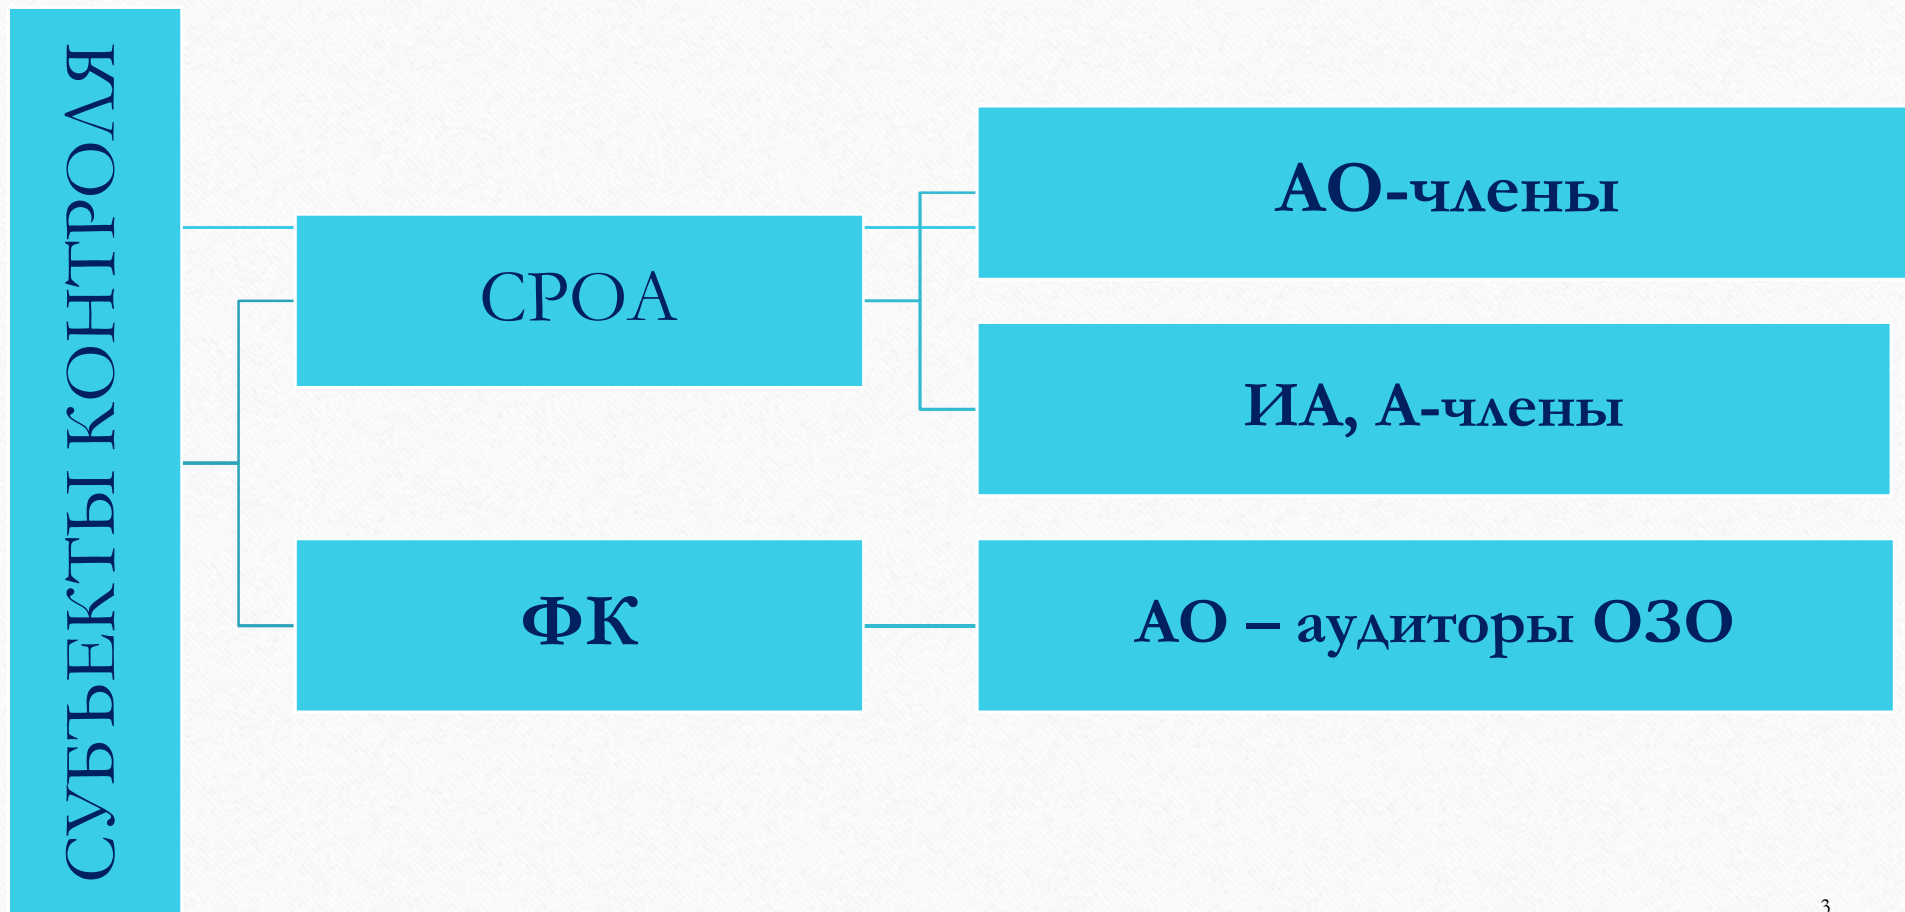 СУБЪЕКТЫ КОНТРОЛЯ
СРОА
АО-члены
ИА, А-члены
ФК
АО – аудиторы ОЗО
3